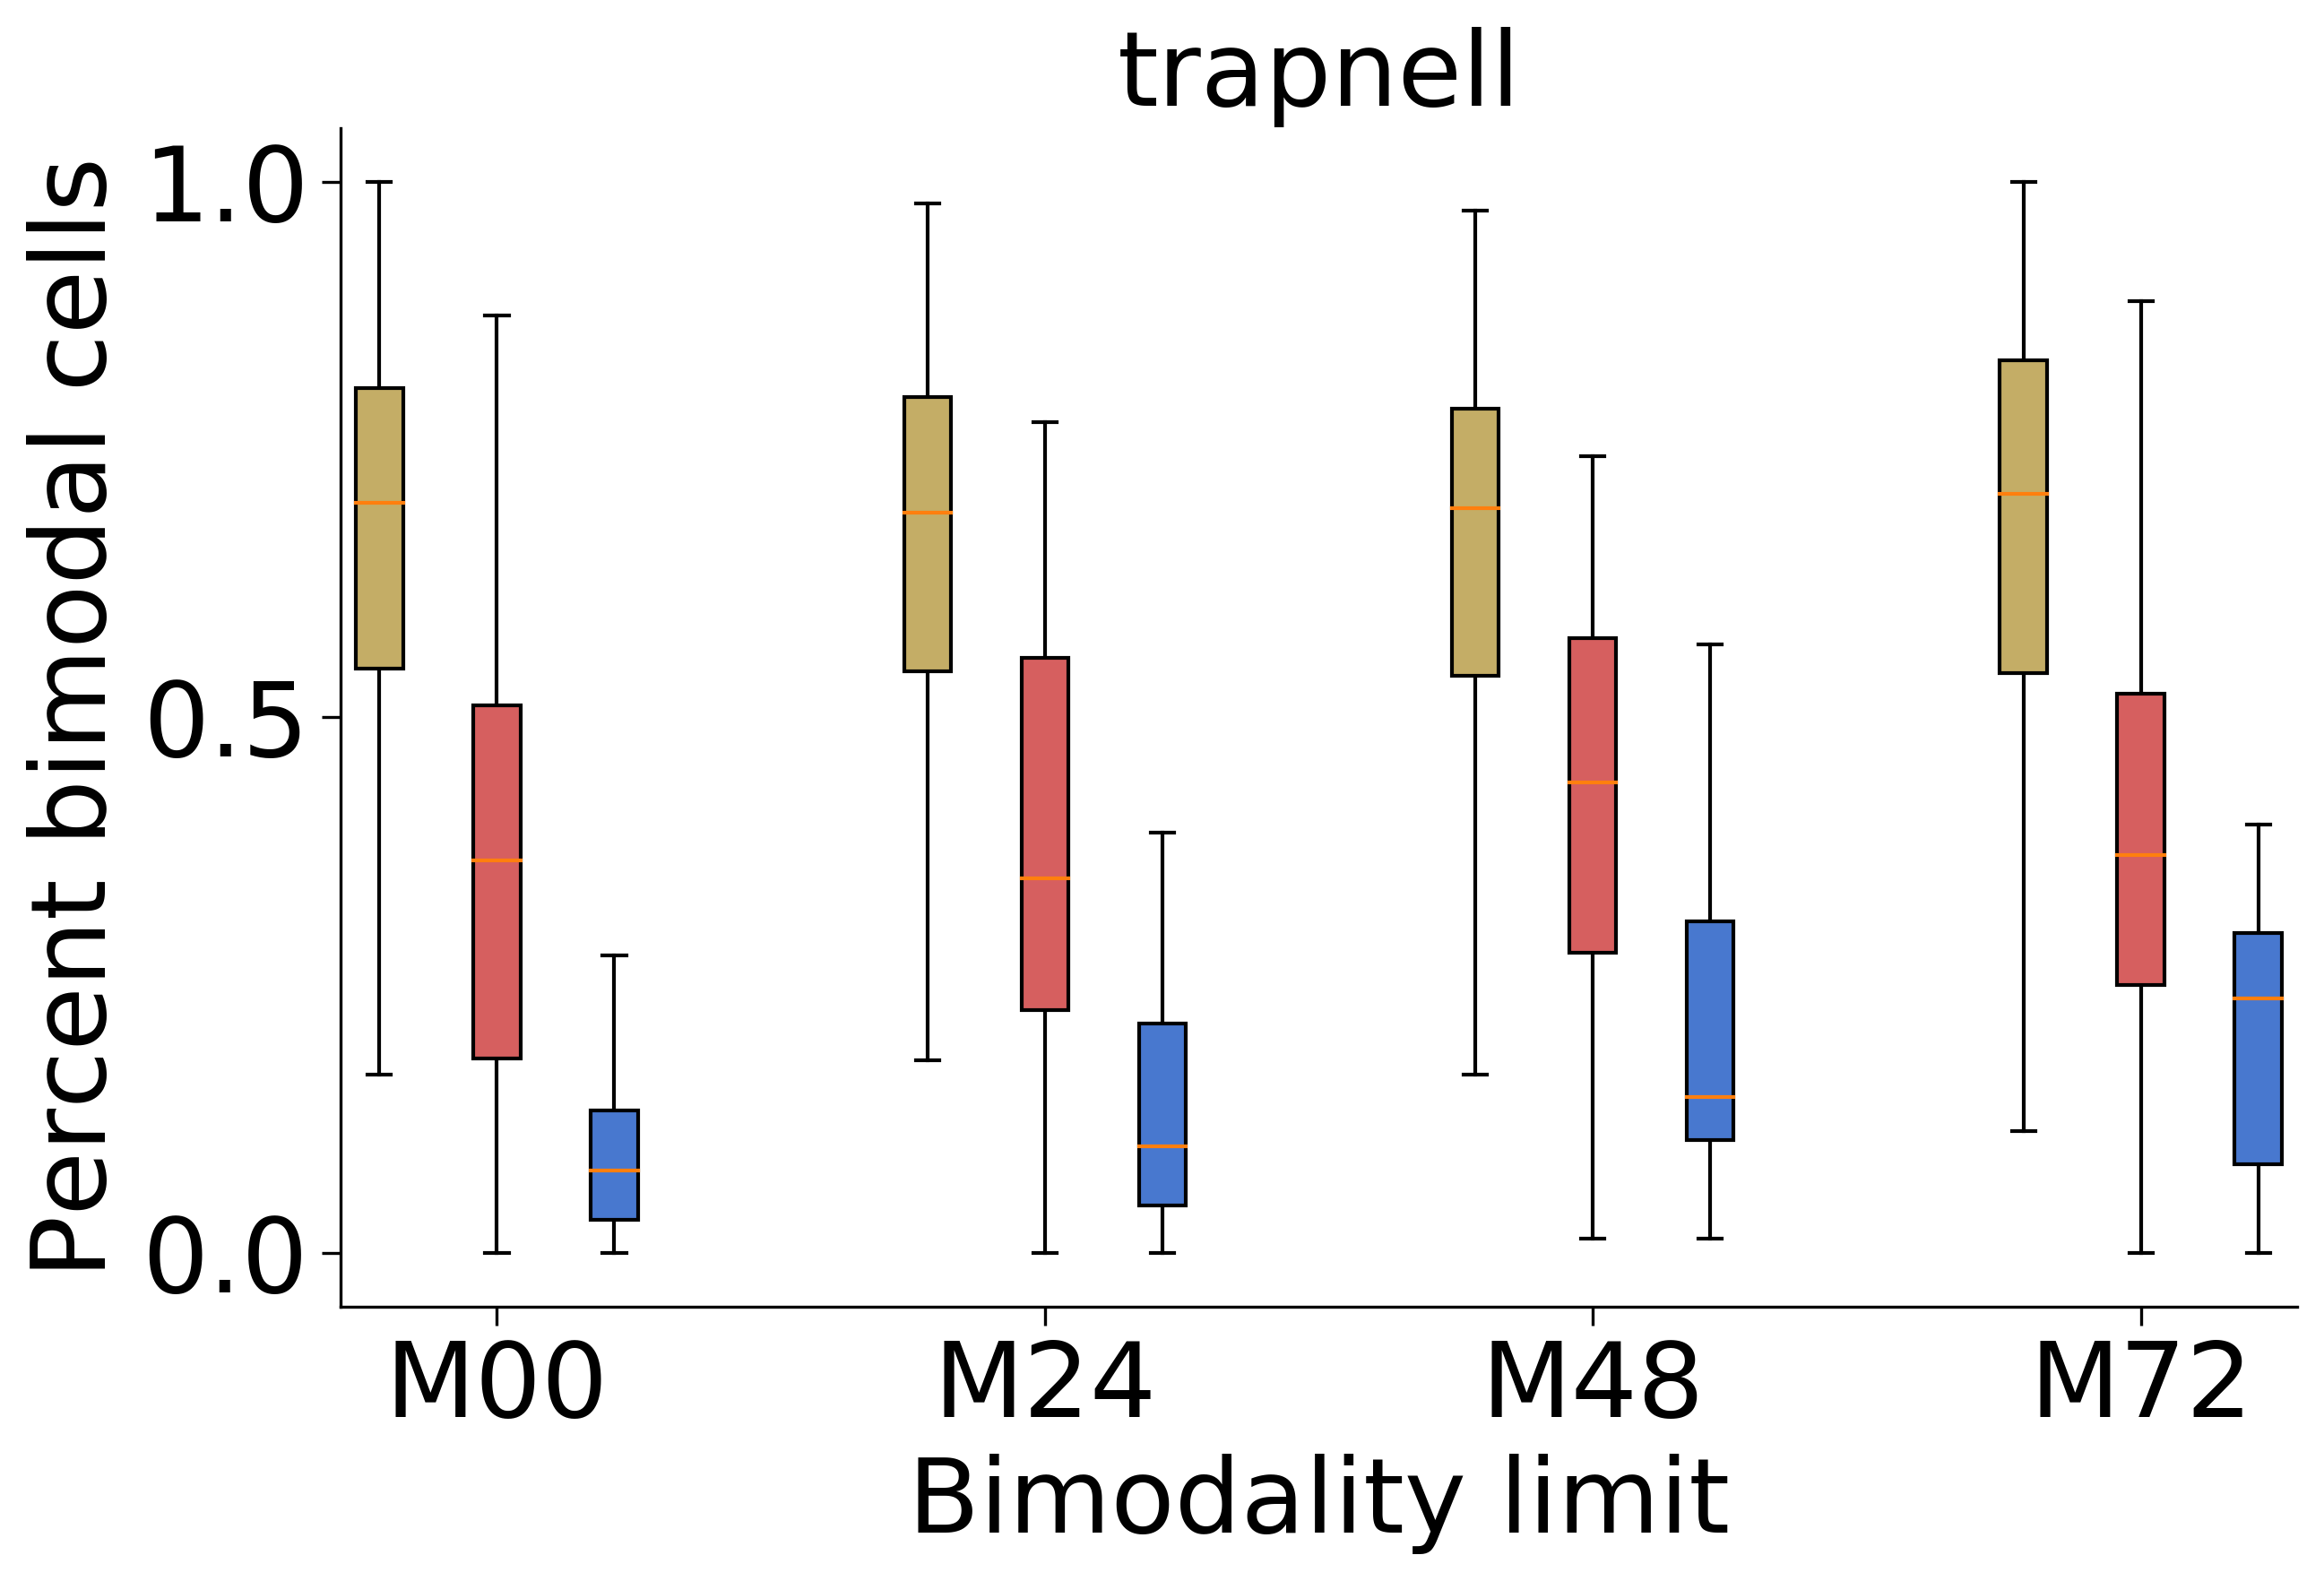 trapnell
Percent bimodal cells
1.0
0.5
0.0
M00 M24 M48 M72
Bimodality limit